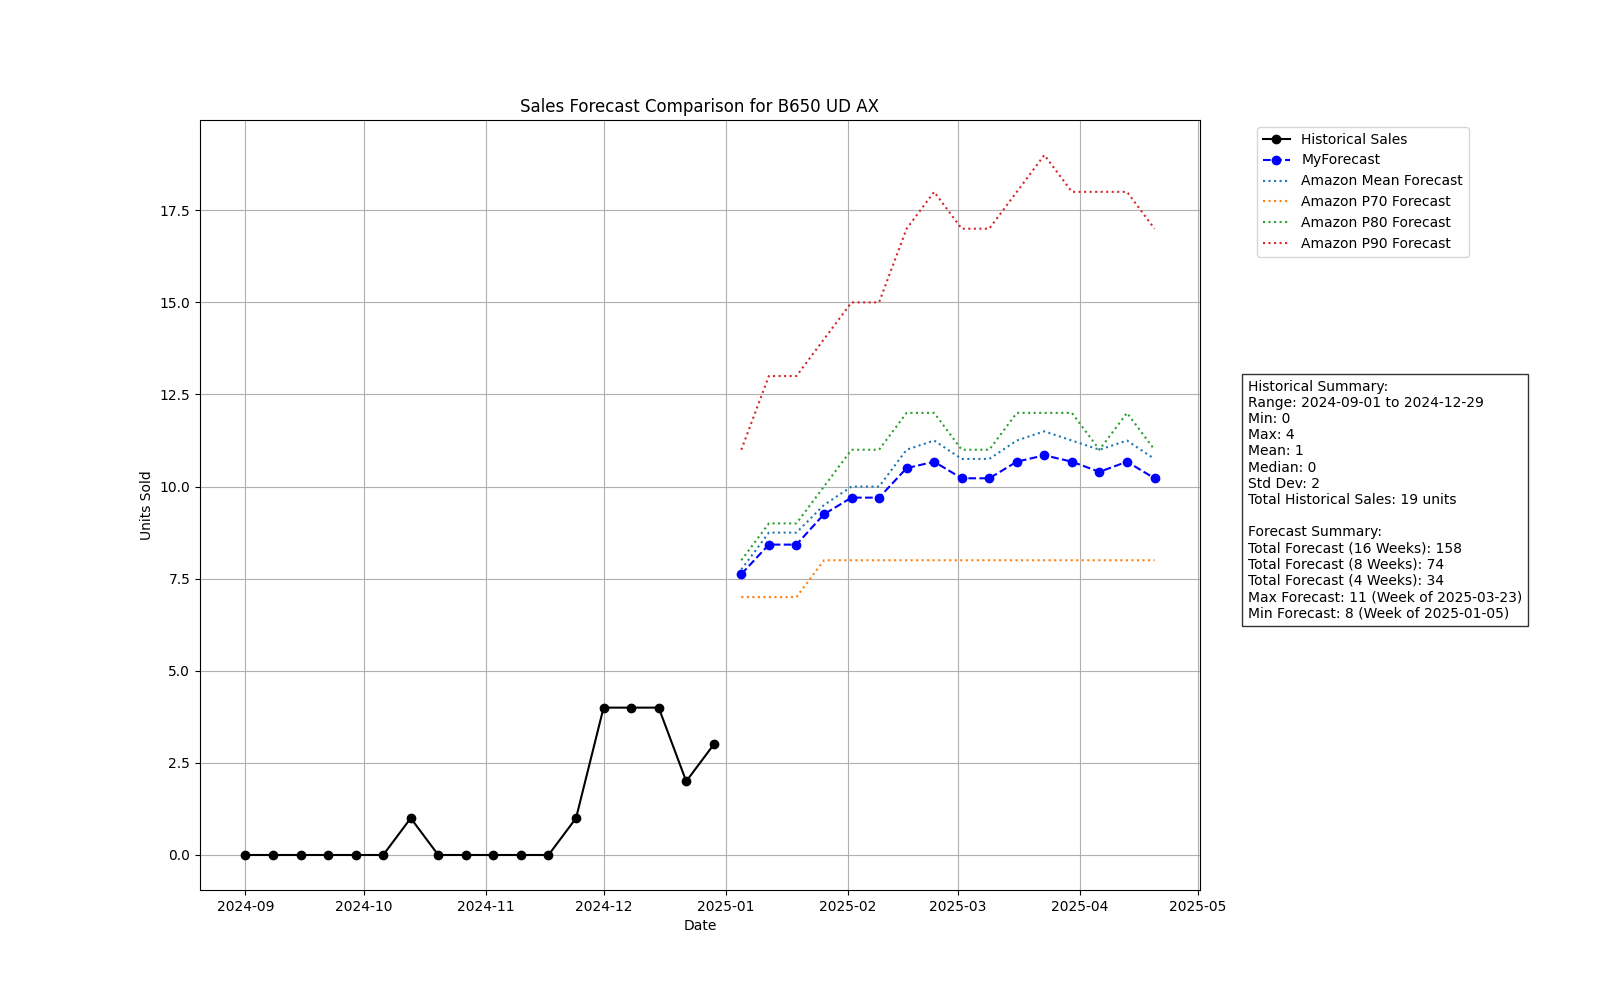 Sales Forecast Comparison for B650 UD AX
Units Sold
17.5
15.0
12.5
10.0
7.5
5.0
2.5
0.0
2024-09
2024-10
2024-11
2024-12
2025-01
2025-02
2025-03
2025-04
2025-05
Date
Historical Sales
MyForecast
Amazon Mean Forecast
Amazon P70 Forecast
Amazon P80 Forecast
Amazon P90 Forecast
Historical Summary:
Range: 2024-09-01 to 2024-12-29
Min: 0
Max: 4
Mean: 1
Median: 0
Std Dev: 2
Total Historical Sales: 19 units
Forecast Summary:
Total Forecast (16 Weeks): 158
Total Forecast (8 Weeks): 74
Total Forecast (4 Weeks): 34
Max Forecast: 11 (Week of 2025-03-23)
Min Forecast: 8 (Week of 2025-01-05)